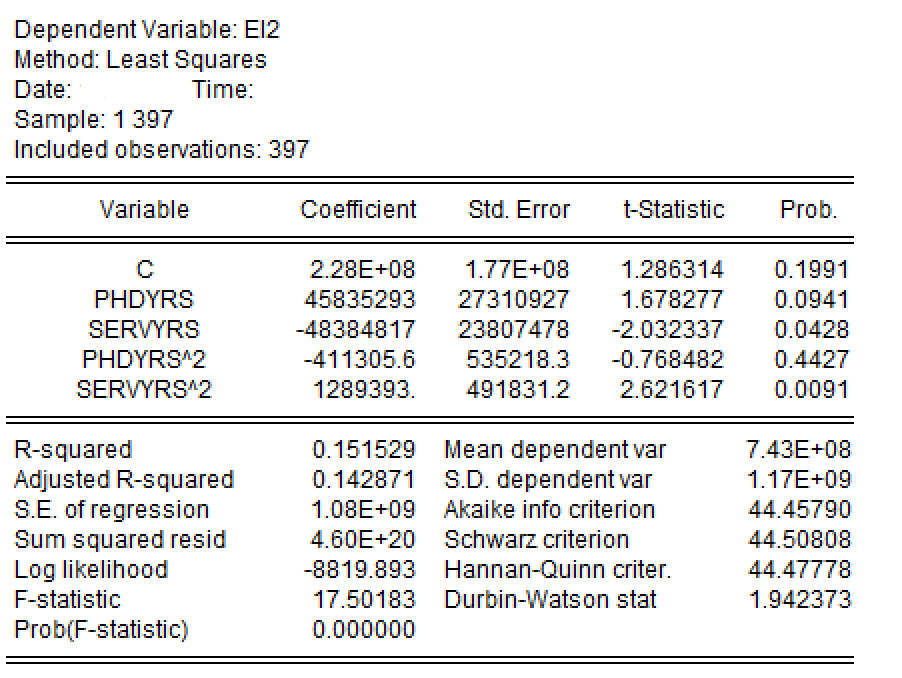 Dependent Variable: EI2
Method: Least Squares
Date: Time:
Sample: 1 397
Included observations: 397
Variable Coefficient Std. Error t-Statistic Prob.
C 2.28E+08 1.77E+08 1.286314 0.1991
PHDYRS 45835293 27310927 1.678277 0.0941
SERVYRS -48384817 23807478 -2.032337 0.0428
PHDYRS^2 -411305.6 535218.3 -0.768482 0.4427
SERVYRS^2 1289393. 491831.2 2.621617 0.0091
R-squared 0.151529 Mean dependent var 7.43E+08
Adjusted R-squared 0.142871 S.D. dependent var 1.17E+09
S.E. of regression 1.08E+09 Akaike info criterion 44.45790
Sum squared resid 4.60E+20 Schwarz criterion 44.50808
Log likelihood -8819.893 Hannan-Quinn criter. 44.47778
F-statistic 17.50183 Durbin-Watson stat 1.942373
Prob(F-statistic) 0.000000